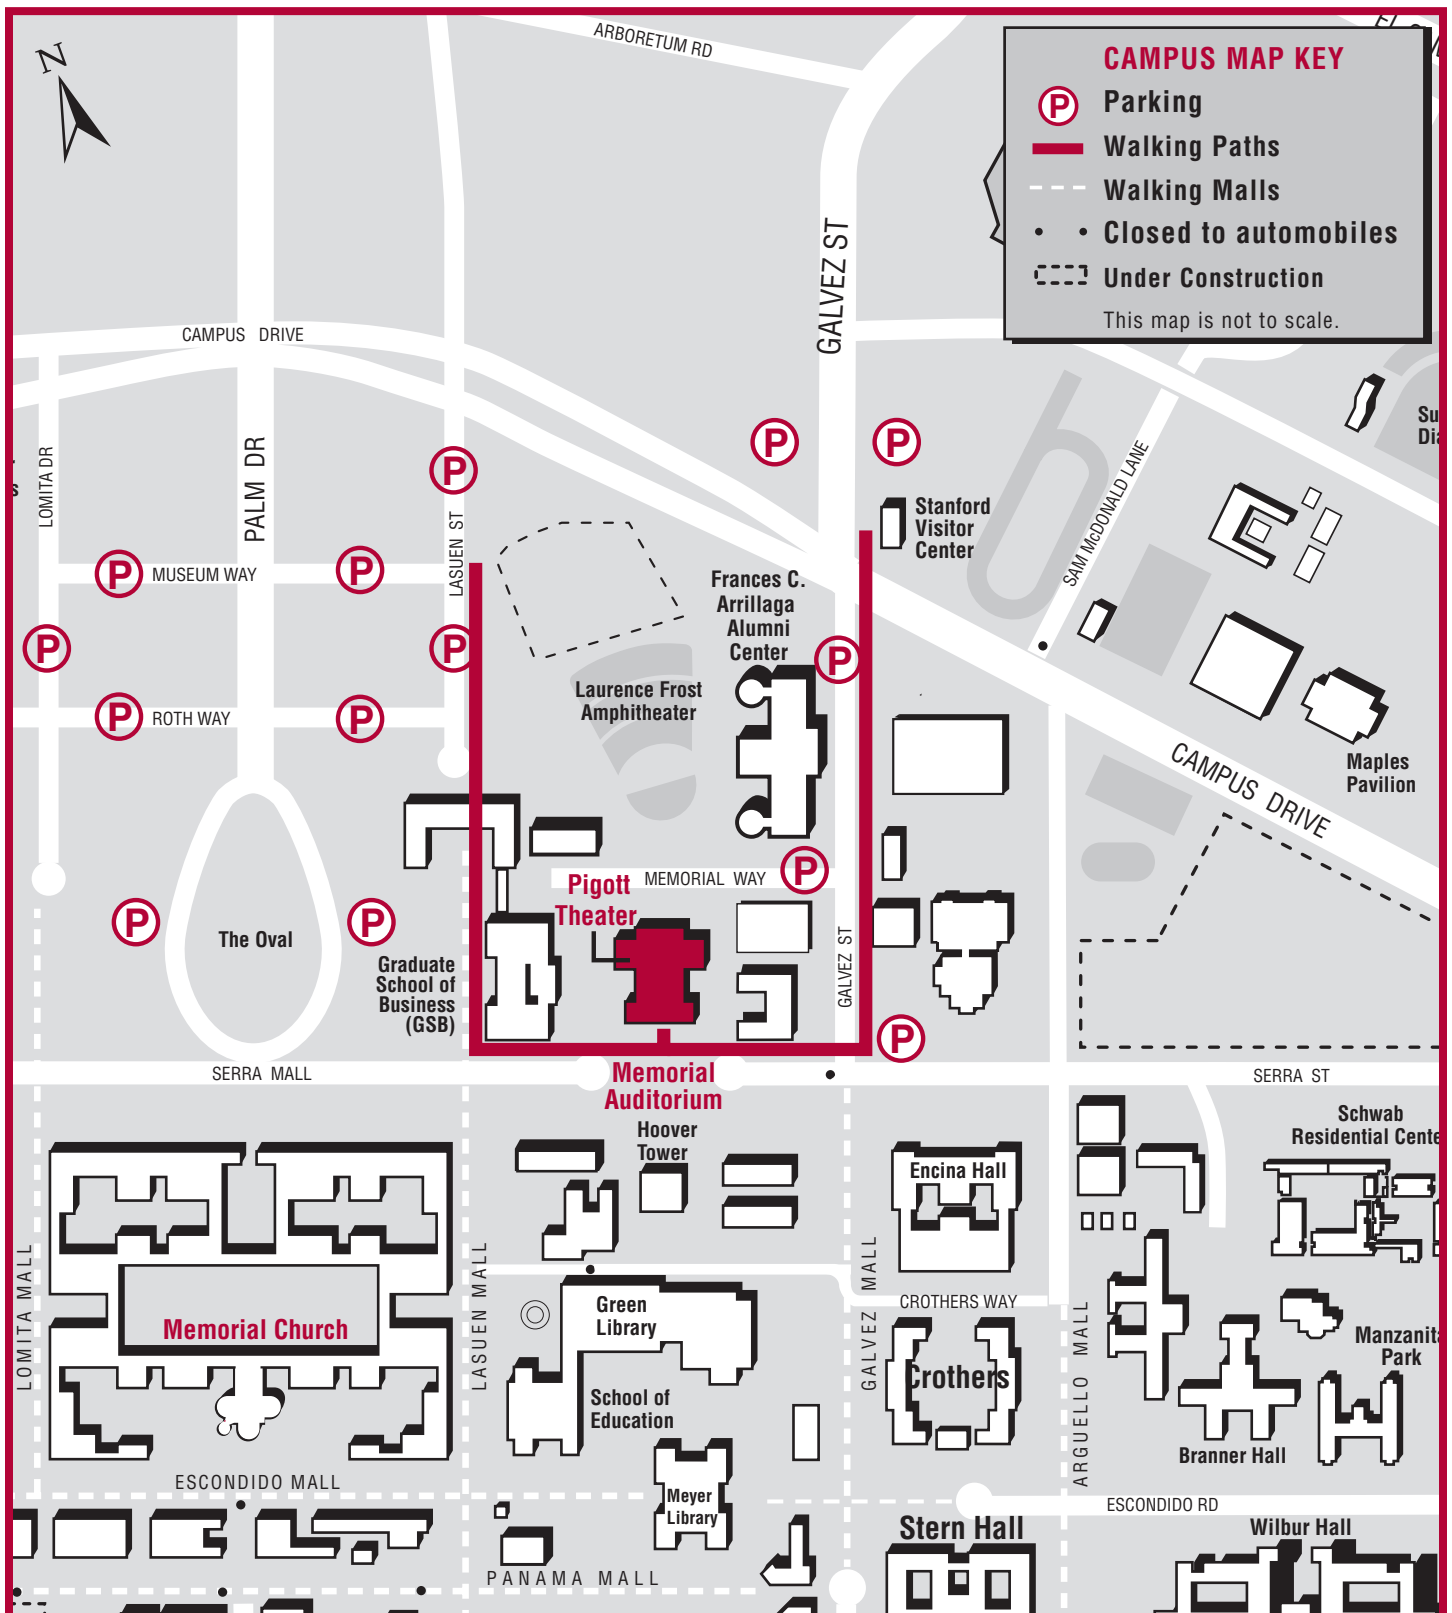 N
ARBORETUM RD
CAMPUS MAP KEY
P Parking
Walking Paths
Walking Malls
Closed to automobiles
Under Construction
This map is not to scale.
GALVEZ ST
CAMPUS DRIVE
PALM DR
LOMITA DR
LASUEN ST
P
P
P
Su
Dia
SAM McDONALD LANE
Stanford
Visitor
Center
P
MUSEUM WAY
P
Frances C.
Arrillaga
Alumni
Center
P
P
P
Laurence Frost
Amphitheater
P
ROTH WAY
P
Maples
Pavilion
CAMPUS DRIVE
MEMORIAL WAY
P
Pigott
Theater
P
P
The Oval
Graduate
School of
Business
(GSB)
GALVEZ ST
P
SERRA MALL
Memorial
Auditorium
SERRA ST
Hoover
Tower
Schwab
Residential Cente
Encina Hall
LOMITA MALL
LASUEN MALL
GALVEZ MALL
ARGUELLO MALL
CROTHERS WAY
Green
Library
Memorial Church
Manzanit
Park
Crothers
School of
Education
Branner Hall
ESCONDIDO MALL
Meyer
Library
ESCONDIDO RD
Stern Hall
Wilbur Hall
PANAMA MALL